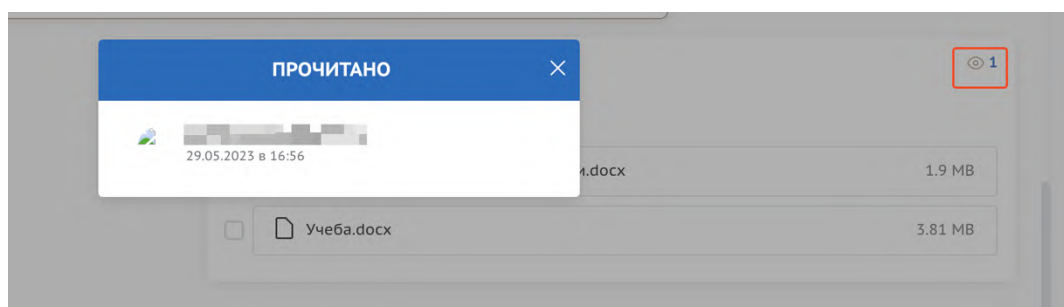 ПРОЧИТАНО
1
29.05.2023 в 16:56
.docx
1.9 MB
Учеба.docx
3.81 MB